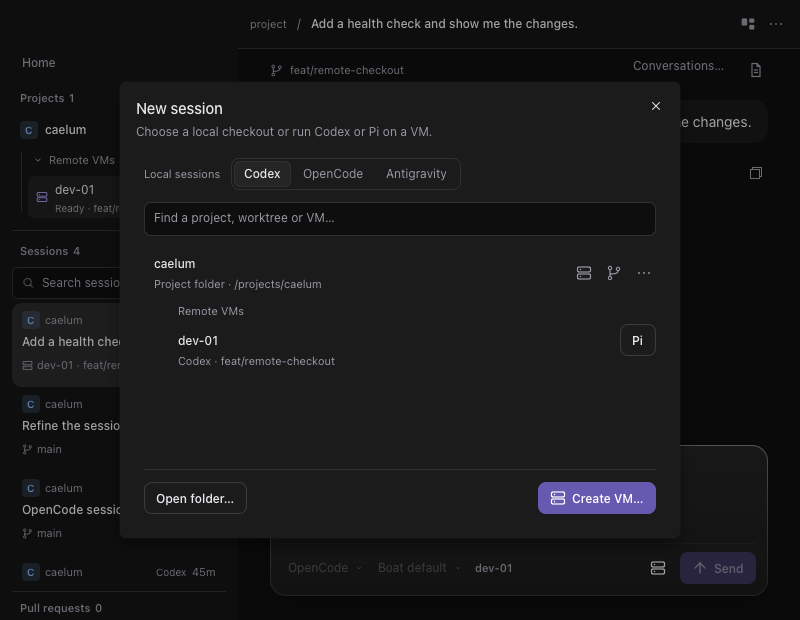 project / Add a health check and show me the changes.
Home
feat/remote-checkout
Conversations...
Projects 1
C caelum
Remote VMs
dev-01
Ready · feat/r
e changes.
Sessions 4
Search sessio
C caelum
Add a health che
dev-01 · feat/re
C caelum
Refine the sessio
main
C caelum
OpenCode sessio
main
C caelum Codex 45m
Pull requests 0
New session
Choose a local checkout or run Codex or Pi on a VM.
Local sessions Codex OpenCode Antigravity
Find a project, worktree or VM...
caelum
Project folder · /projects/caelum
Remote VMs
dev-01
Codex · feat/remote-checkout
Pi
Open folder... Create VM...
OpenCode Boat default dev-01 Send